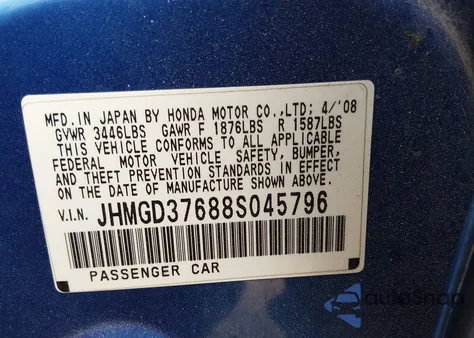 MFD. IN JAPAN BY HONDA MOTOR CO.,LTD; 4/'08
GVWR 3446LBS GAWR F 1876LBS R 1587LBS
THIS VEHICLE CONFORMS TO ALL APPLICABLE
FEDERAL MOTOR VEHICLE SAFETY, BUMPER,
AND THEFT PREVENTION STANDARDS IN EFFECT
ON THE DATE OF MANUFACTURE SHOWN ABOVE.
V.I.N. JHMGD37688S045796
PASSENGER CAR
autoSnap